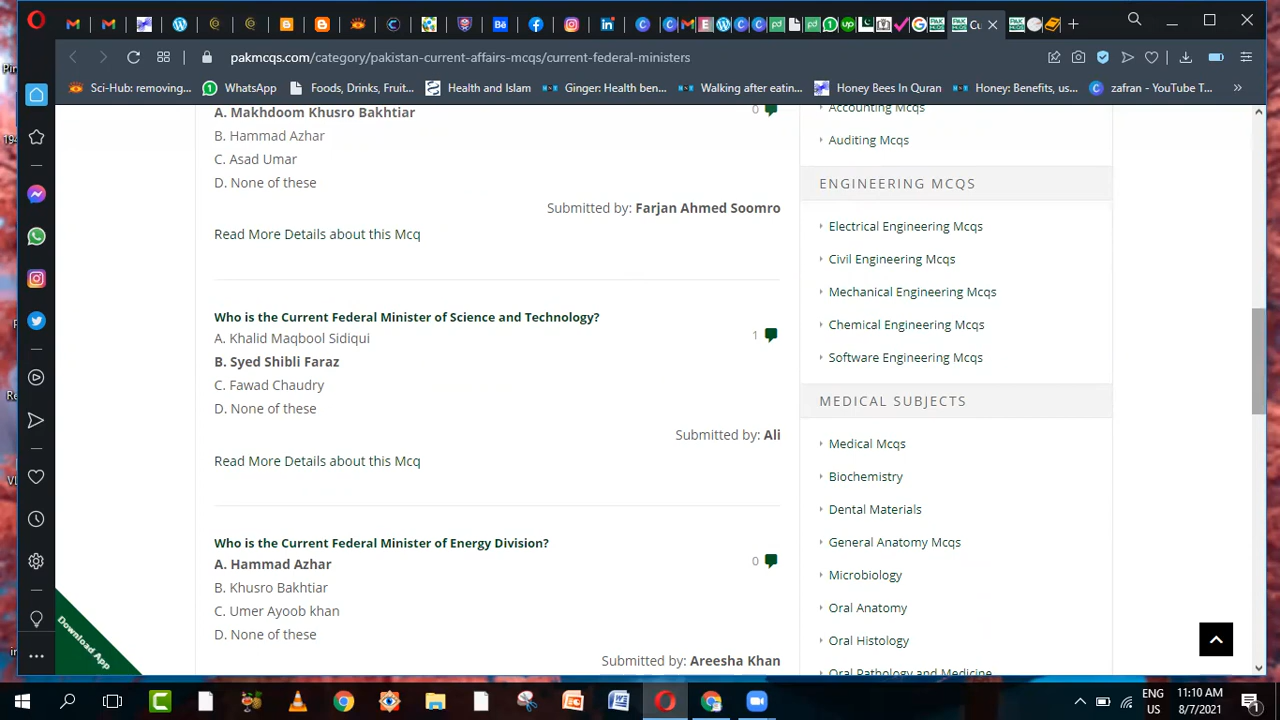 pakmcqs.com/category/pakistan-current-affairs-mcqs/current-federal-ministers
Sci-Hub: removing...
WhatsApp
Foods, Drinks, Fruit...
Health and Islam
Ginger: Health ben...
Walking after eatin...
Honey Bees In Quran
Honey: Benefits, us...
zafran - YouTube T...
A. Makhdoom Khusro Bakhtiar
0
B. Hammad Azhar
C. Asad Umar
D. None of these
Submitted by: Farjan Ahmed Soomro
Read More Details about this Mcq
Who is the Current Federal Minister of Science and Technology?
A. Khalid Maqbool Sidiqui
1
B. Syed Shibli Faraz
C. Fawad Chaudry
D. None of these
Submitted by: Ali
Read More Details about this Mcq
Who is the Current Federal Minister of Energy Division?
A. Hammad Azhar
0
B. Khusro Bakhtiar
C. Umer Ayoob khan
D. None of these
Submitted by: Areesha Khan
Accounting Mcqs
Auditing Mcqs
ENGINEERING MCQS
Electrical Engineering Mcqs
Civil Engineering Mcqs
Mechanical Engineering Mcqs
Chemical Engineering Mcqs
Software Engineering Mcqs
MEDICAL SUBJECTS
Medical Mcqs
Biochemistry
Dental Materials
General Anatomy Mcqs
Microbiology
Oral Anatomy
Oral Histology
Oral Pathology and Medicine
Download App
ENG
US
11:10 AM
8/7/2021